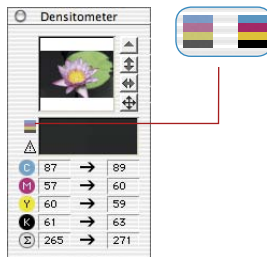 Densitometer
C 87 → 89
M 57 → 60
Y 60 → 59
K 61 → 63
Σ 265 → 271